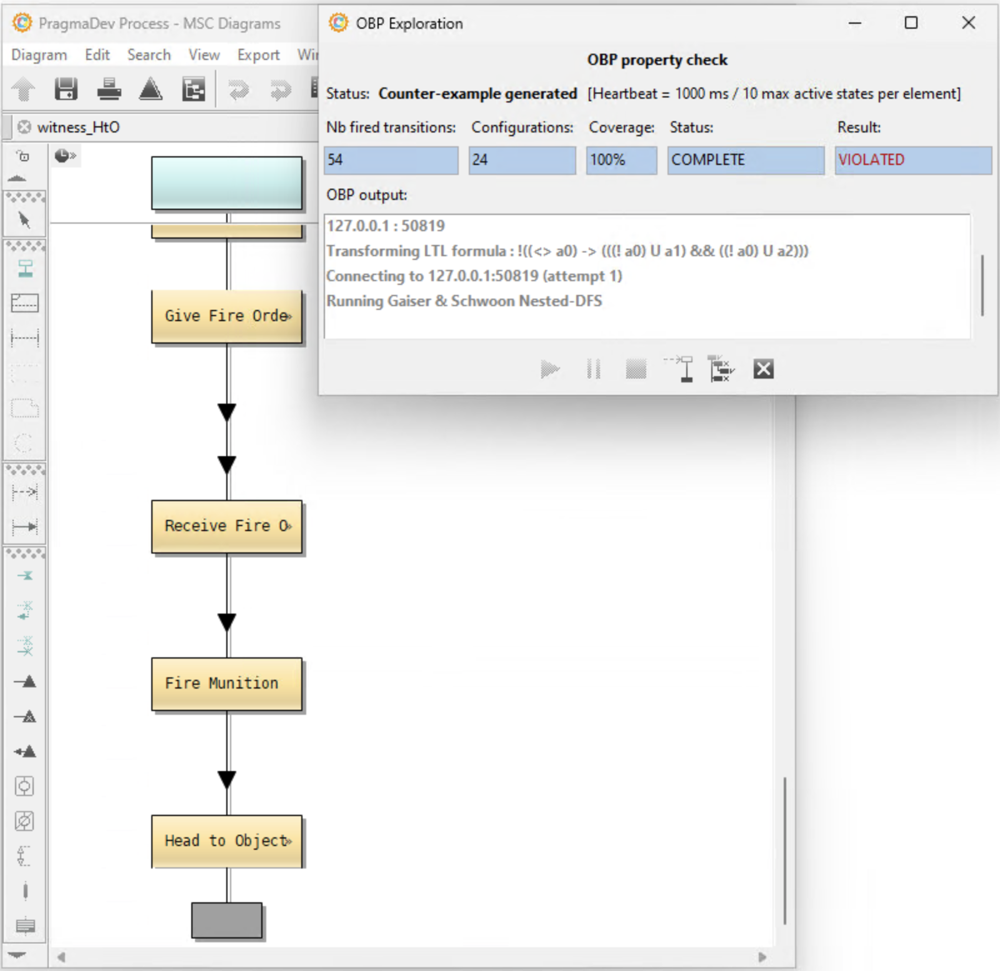 PragmaDev Process - MSC Diagrams
Diagram Edit Search View Export
witness_HtO
OBP Exploration
OBP property check
Status: Counter-example generated [Heartbeat = 1000 ms / 10 max active states per element]
Nb fired transitions: Configurations: Coverage: Status: Result:
54 24 100% COMPLETE VIOLATED
OBP output:
127.0.0.1 : 50819
Transforming LTL formula : !((<> a0) -> (((! a0) U a1) && ((! a0) U a2)))
Connecting to 127.0.0.1:50819 (attempt 1)
Running Gaiser & Schwoon Nested-DFS
Give Fire Orde»
Receive Fire O»
Fire Munition
Head to Object»